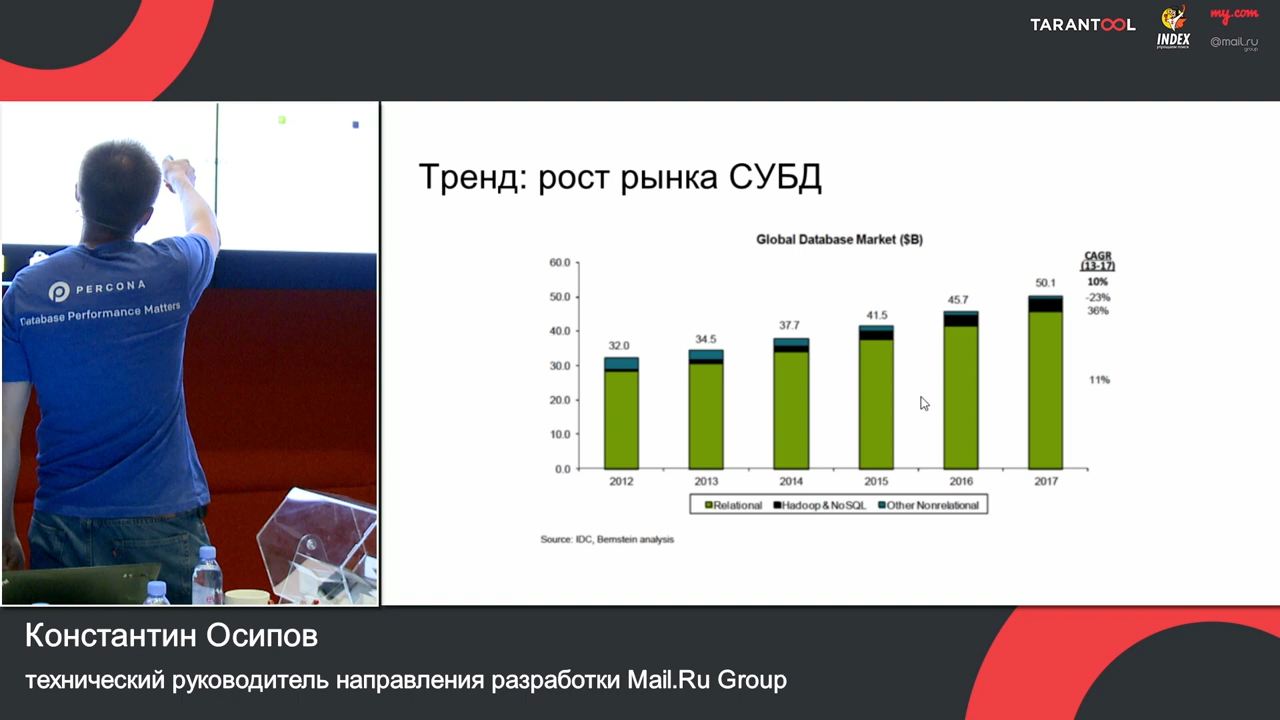 TARANTOOL
INDEX
упрощаем поиск
my.com
@mail.ru
group
PERCONA
Database Performance Matters
Тренд: рост рынка СУБД
Global Database Market ($B)
CAGR
(13-17)
60.0
50.0
40.0
30.0
20.0
10.0
0.0
32.0
34.5
37.7
41.5
45.7
50.1
10%
-23%
36%
11%
2012 2013 2014 2015 2016 2017
Relational Hadoop & NoSQL Other Nonrelational
Source: IDC, Bernstein analysis
Константин Осипов
технический руководитель направления разработки Mail.Ru Group